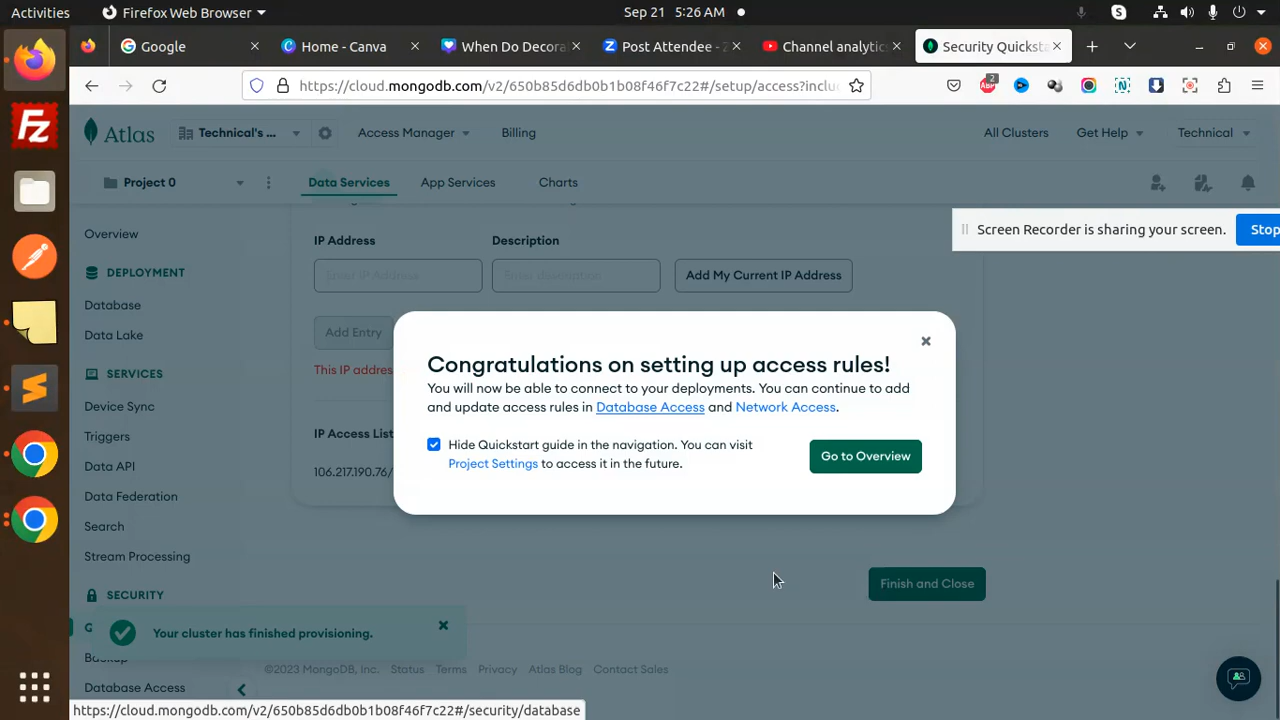 Activities
Firefox Web Browser
Sep 21 5:26 AM
Google
Home - Canva
When Do Decora
Post Attendee - Z
Channel analytic
Security Quicksta
https://cloud.mongodb.com/v2/650b85d6db0b1b08f46f7c22#/setup/access?inclu
2
ABP
Atlas
Technical's ...
Access Manager
Billing
All Clusters
Get Help
Technical
Project 0
Data Services
App Services
Charts
Screen Recorder is sharing your screen.
Stop
Overview
DEPLOYMENT
Database
Data Lake
SERVICES
Device Sync
Triggers
Data API
Data Federation
Search
Stream Processing
SECURITY
Backup
Database Access
IP Address
Description
Enter IP Address
Enter description
Add My Current IP Address
Add Entry
This IP addres
IP Access List
106.217.190.76/
Congratulations on setting up access rules!
You will now be able to connect to your deployments. You can continue to add
and update access rules in Database Access and Network Access.
Hide Quickstart guide in the navigation. You can visit
Project Settings to access it in the future.
Go to Overview
Finish and Close
Your cluster has finished provisioning.
©2023 MongoDB, Inc.
Status
Terms
Privacy
Atlas Blog
Contact Sales
https://cloud.mongodb.com/v2/650b85d6db0b1b08f46f7c22#/security/database